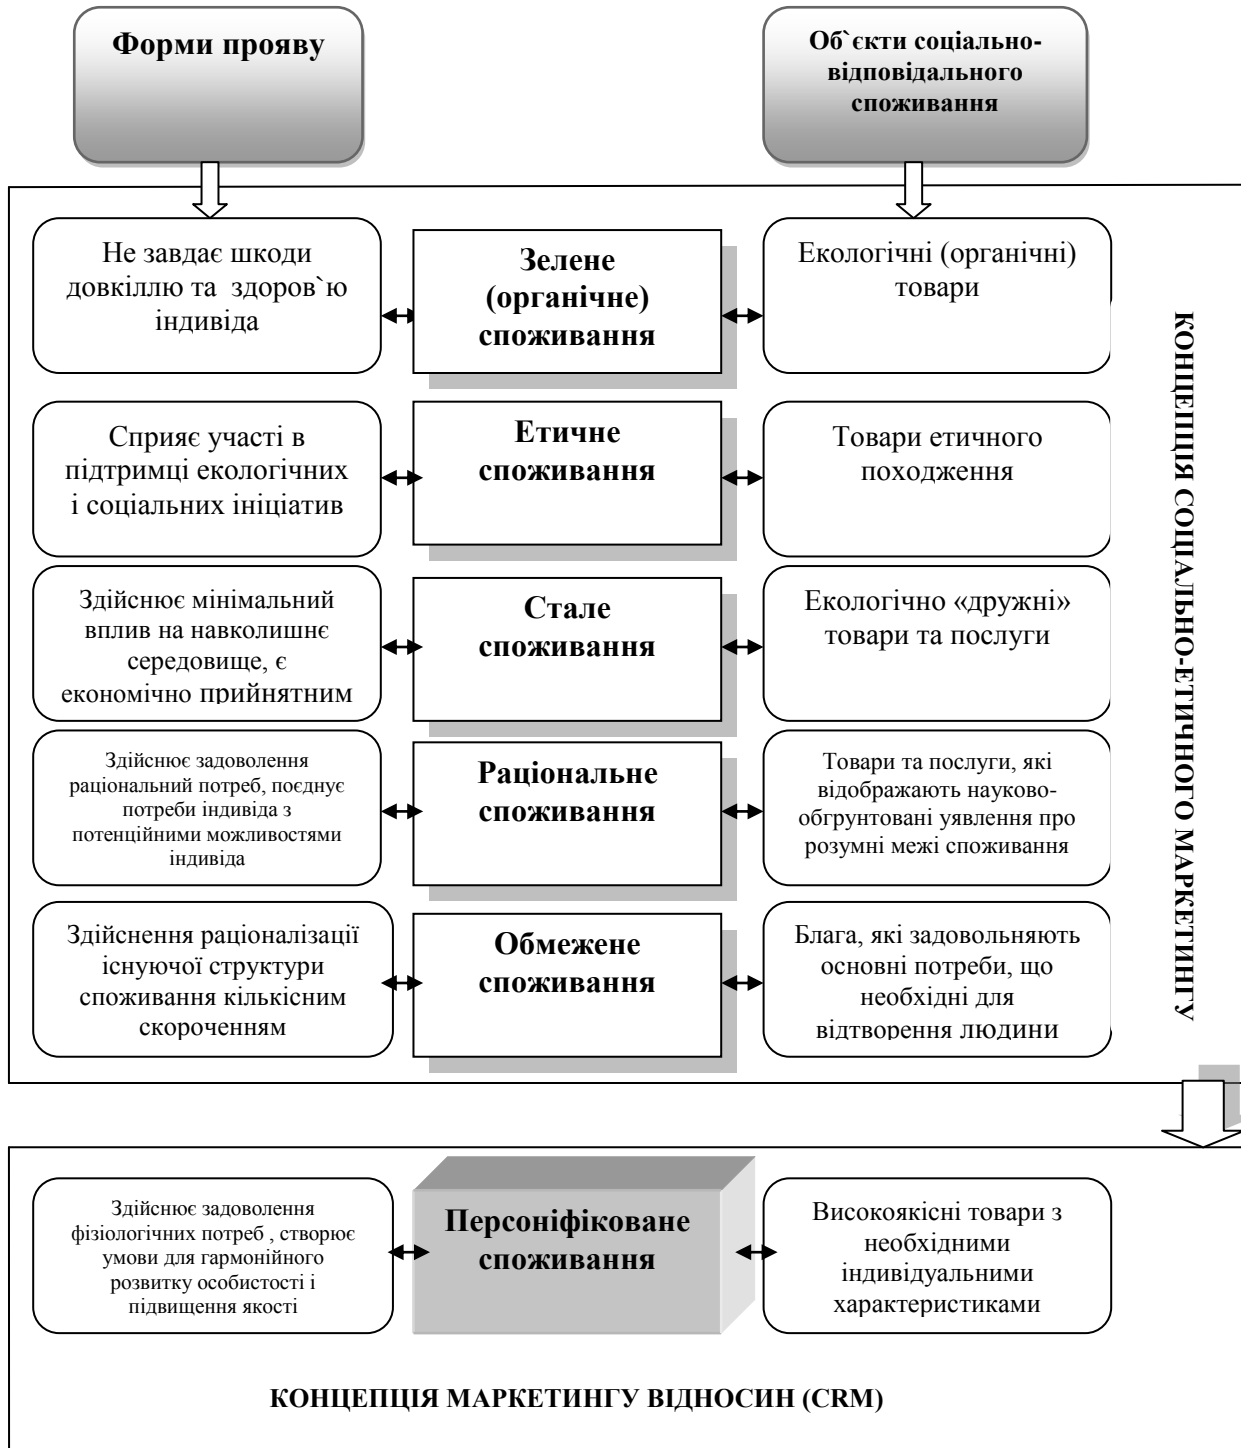 Форми прояву
Об`єкти соціально-
відповідального
споживання
Не завдає шкоди
довкіллю та здоров`ю
індивіда
Зелене
(органічне)
споживання
Екологічні (органічні)
товари
Сприяє участі в
підтримці екологічних
і соціальних ініціатив
Етичне
споживання
Товари етичного
походження
Здійснює мінімальний
вплив на навколишнє
середовище, є
економічно прийнятним
Стале
споживання
Екологічно «дружні»
товари та послуги
Здійснює задоволення
раціональний потреб, поєднує
потреби індивіда з
потенційними можливостями
індивіда
Раціональне
споживання
Товари та послуги, які
відображають науково-
обгрунтовані уявлення про
розумні межі споживання
Здійснення раціоналізації
існуючої структури
споживання кількісним
скороченням
Обмежене
споживання
Блага, які задовольняють
основні потреби, що
необхідні для
відтворення людини
КОНЦЕПЦІЯ СОЦІАЛЬНО-ЕТИЧНОГО МАРКЕТИНГУ
Здійснює задоволення
фізіологічних потреб , створює
умови для гармонійного
розвитку особистості і
підвищення якості
Персоніфіковане
споживання
Високоякісні товари з
необхідними
індивідуальними
характеристиками
КОНЦЕПЦІЯ МАРКЕТИНГУ ВІДНОСИН (CRM)